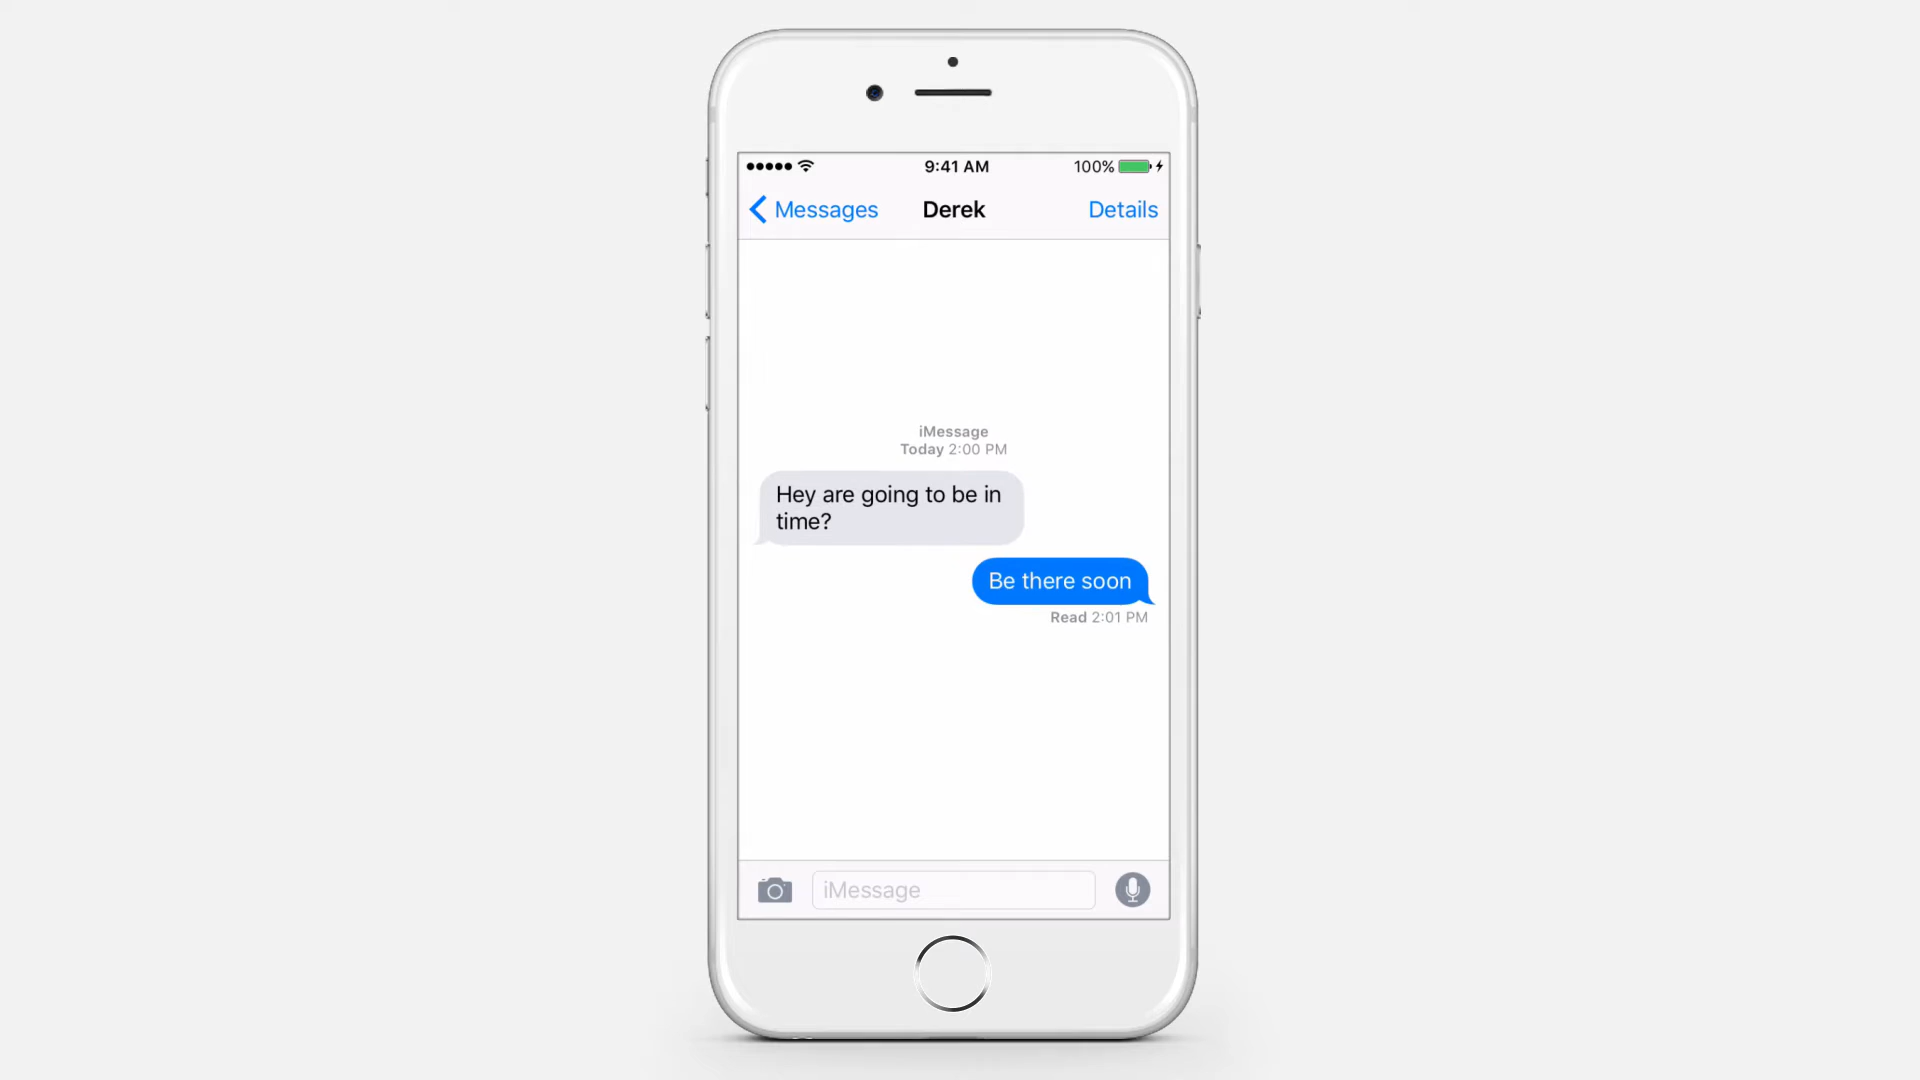 9:41 AM
100%
Messages
Derek
Details
iMessage
Today 2:00 PM
Hey are going to be in
time?
Be there soon
Read 2:01 PM
iMessage